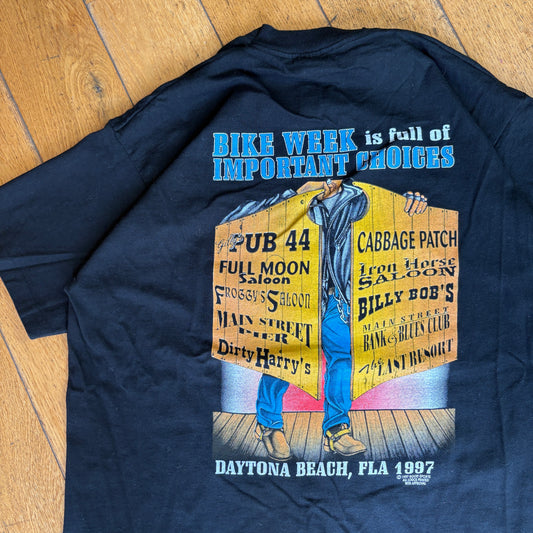 BIKE WEEK is full of
IMPORTANT CHOICES
PUB 44
FULL MOON
Saloon
FROGGY'S SALOON
MAIN STREET
PIER
Dirty Harry's
CABBAGE PATCH
Iron Horse
SALOON
BILLY BOB'S
MAIN STREET
BANK & BLUES CLUB
The LAST RESORT
DAYTONA BEACH, FLA 1997